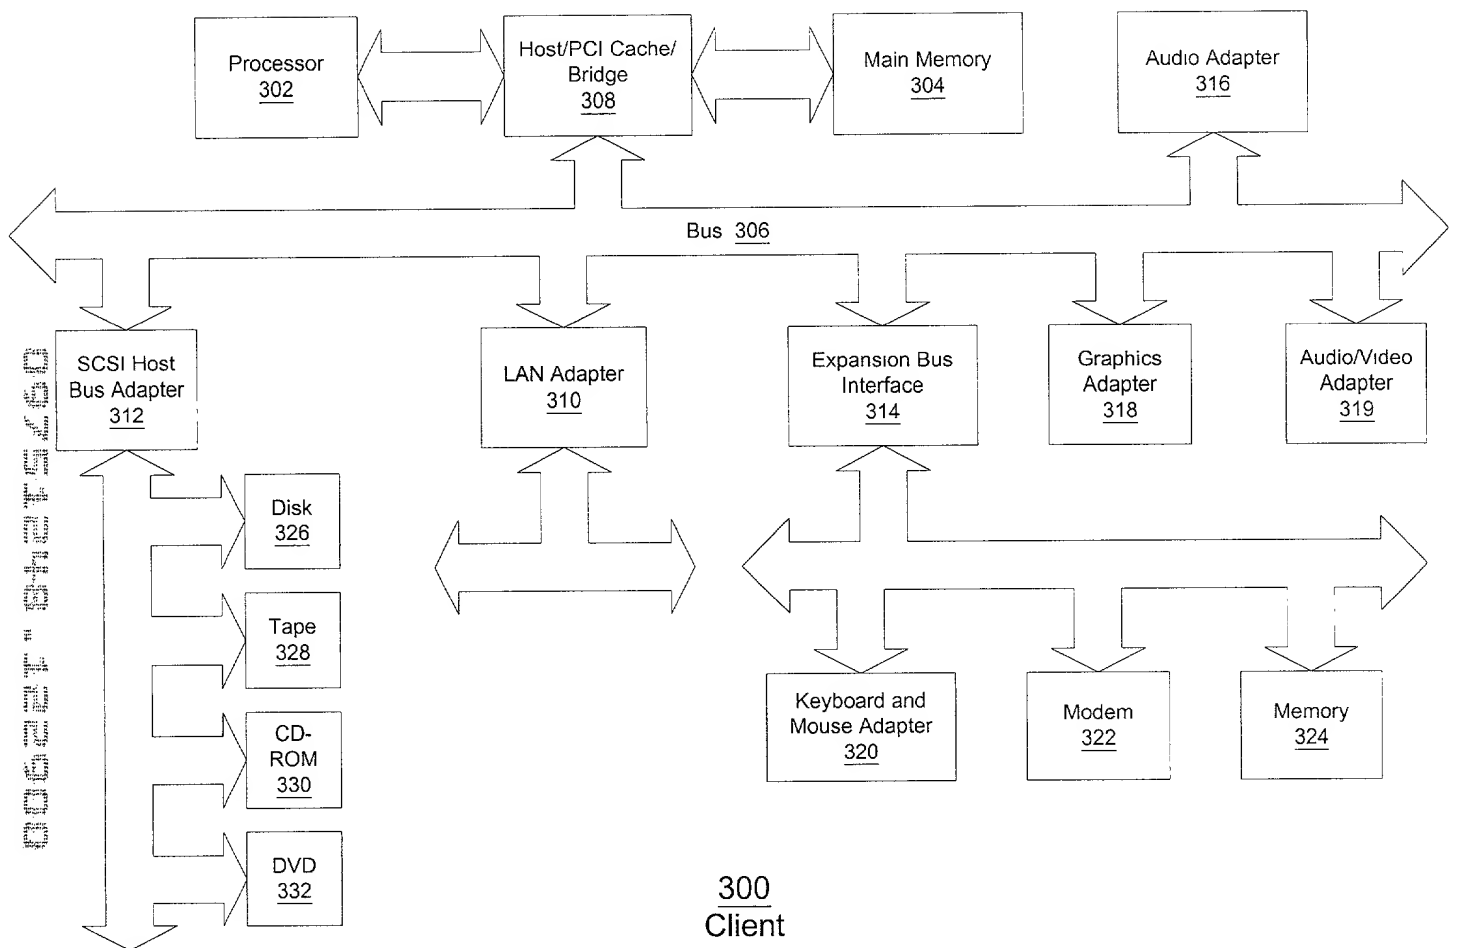 Processor
302
Host/PCI Cache/
Bridge
308
Main Memory
304
Audio Adapter
316
Bus 306
SCSI Host
Bus Adapter
312
LAN Adapter
310
Expansion Bus
Interface
314
Graphics
Adapter
318
Audio/Video
Adapter
319
Disk
326
Tape
328
CD-
ROM
330
DVD
332
Keyboard and
Mouse Adapter
320
Modem
322
Memory
324
300
Client